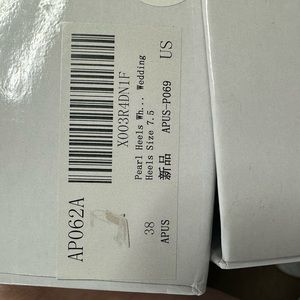 X003R4DN1F
Pearl Heels Wh... Wedding
Heels Size 7.5
新品 APUS-P069 US
AP062A
38
APUS